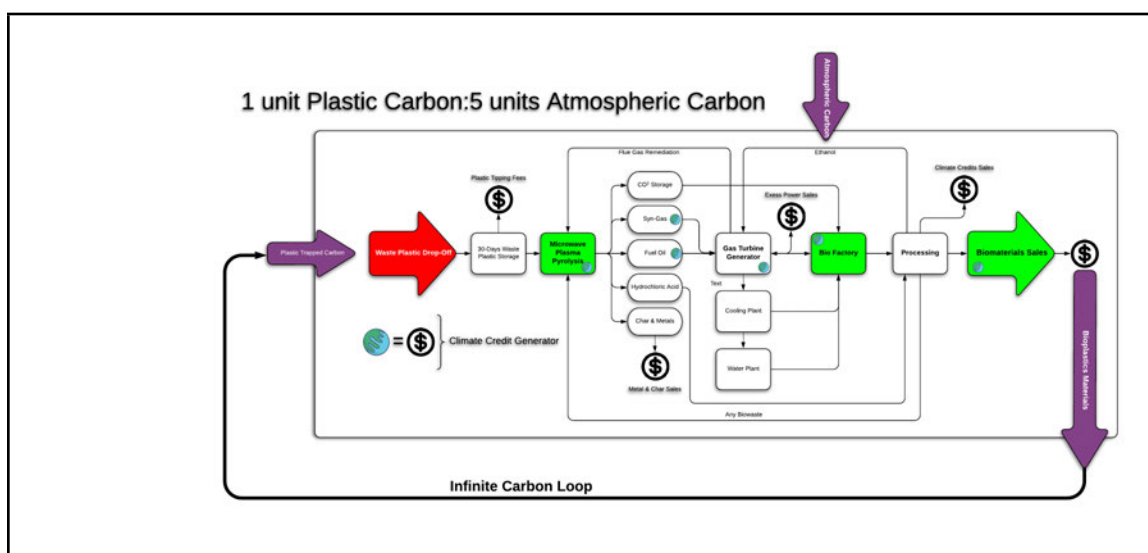 1 unit Plastic Carbon:5 units Atmospheric Carbon
Atmospheric Carbon
Flue Gas Remediation
Ethanol
Climate Credits Sales
Plastic Tipping Fees
CO² Storage
Exess Power Sales
Syn-Gas
Plastic Trapped Carbon
Waste Plastic Drop-Off
30-Days Waste
Plastic Storage
Microwave
Plasma
Pyrolysis
Fuel Oil
Gas Turbine
Generator
Bio Factory
Processing
Biomaterials Sales
Hydrochloric Acid
Text
Char & Metals
Cooling Plant
= 
Climate Credit Generator
Water Plant
Metal & Char Sales
Any Biowaste
Bioplastics Materials
Infinite Carbon Loop